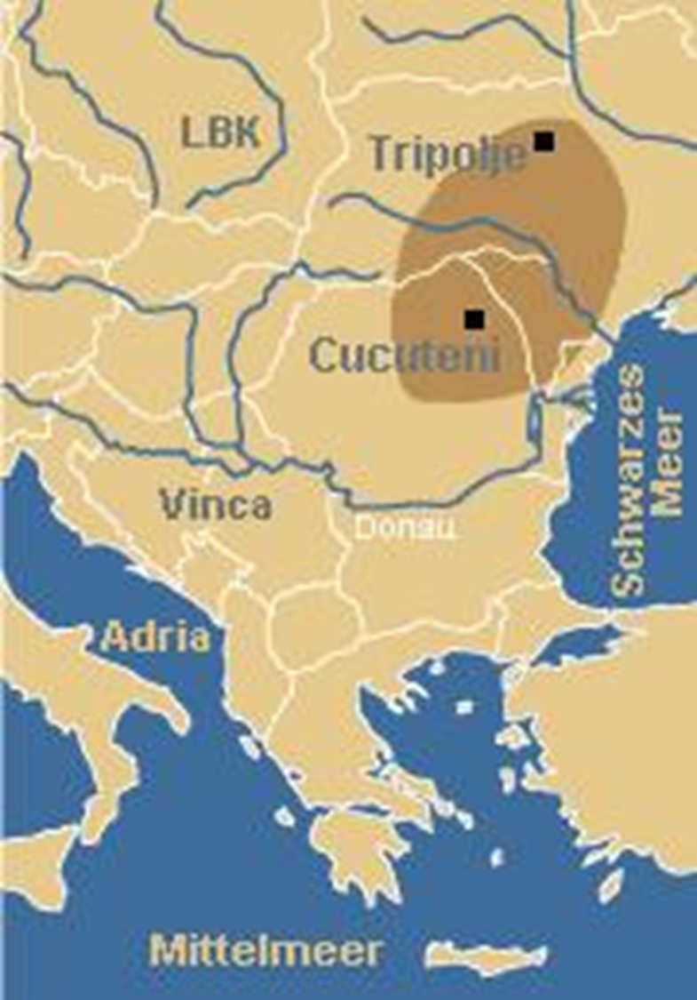 LBK
Tripolje
Cucuteni
Schwarzes
Meer
Vinca
Donau
Adria
Mittelmeer